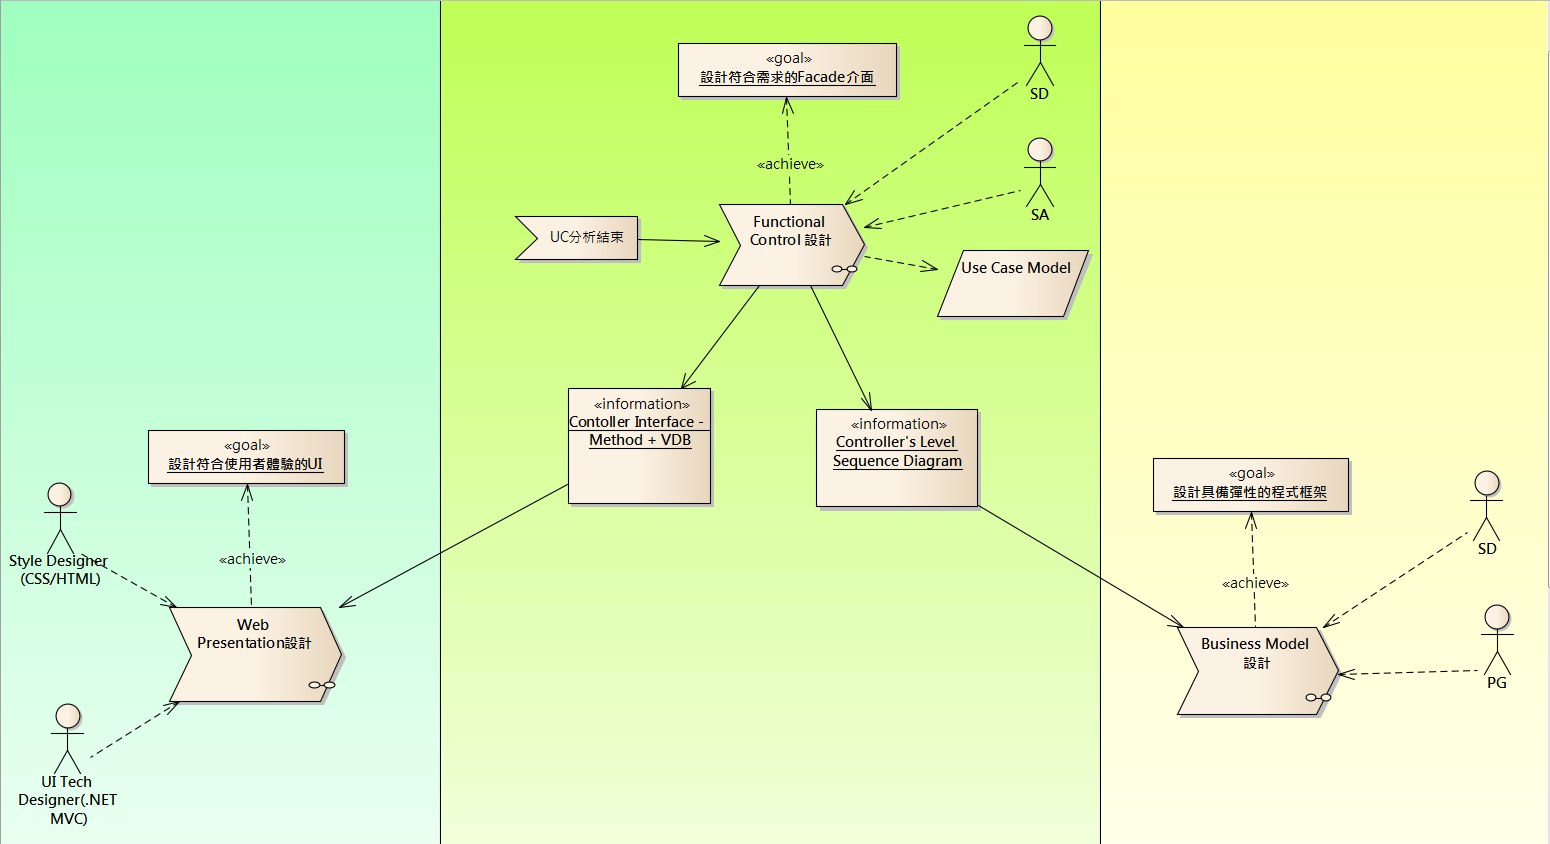 «goal»
設計符合需求的Facade介面
SD
«achieve»
SA
UC分析結束
Functional
Control 設計
Use Case Model
«information»
Contoller Interface -
Method + VDB
«information»
Controller's Level
Sequence Diagram
«goal»
設計符合使用者體驗的UI
Style Designer
(CSS/HTML)
«achieve»
Web
Presentation設計
UI Tech
Designer(.NET
MVC)
«goal»
設計具備彈性的程式框架
SD
«achieve»
Business Model
設計
PG